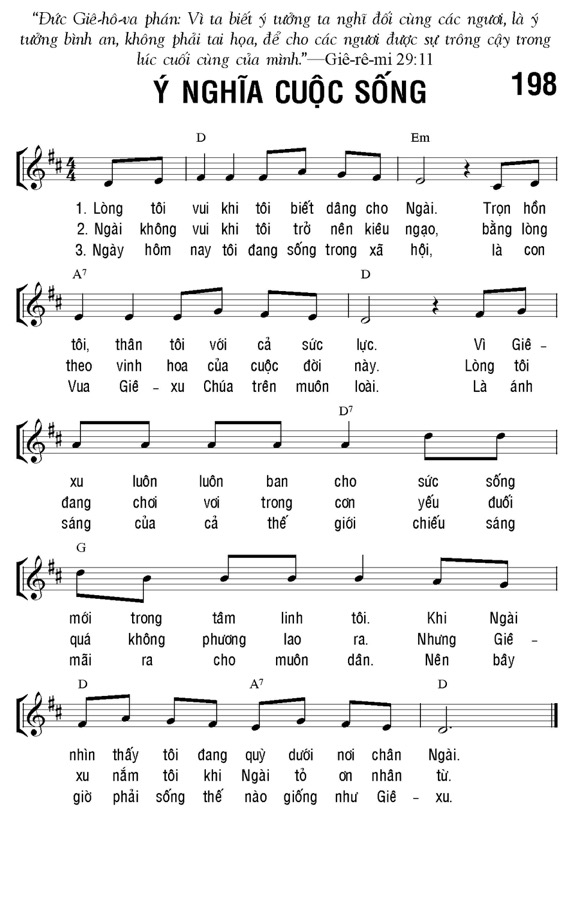 “Đức Giê-hô-va phán: Vì ta biết ý tưởng ta nghĩ đối cùng các ngươi, là ý
tưởng bình an, không phải tai họa, để cho các ngươi được sự trông cậy trong
lúc cuối cùng của mình.”—Giê-rê-mi 29:11
Ý NGHĨA CUỘC SỐNG 198
D Em
1. Lòng tôi vui khi tôi biết dâng cho Ngài. Trọn hồn
2. Ngài không vui khi tôi trở nên kiêu ngạo, bằng lòng
3. Ngày hôm nay tôi đang sống trong xã hội, là con
A7 D
tôi, thân tôi với cả sức lực. Vì Giê -
theo vinh hoa của cuộc đời này. Lòng tôi
Vua Giê - xu Chúa trên muôn loài. Là ánh
D7
xu luôn luôn ban cho sức sống
đang chơi vơi trong cơn yếu đuối
sáng của cả thế giới chiếu sáng
G
mới trong tâm linh tôi. Khi Ngài
quá không phương lao ra. Nhưng Giê -
mãi ra cho muôn dân. Nên bây
D A7 D
nhìn thấy tôi đang quỳ dưới nơi chân Ngài.
xu nắm tôi khi Ngài tỏ ơn nhân từ.
giờ phải sống thế nào giống như Giê - xu.